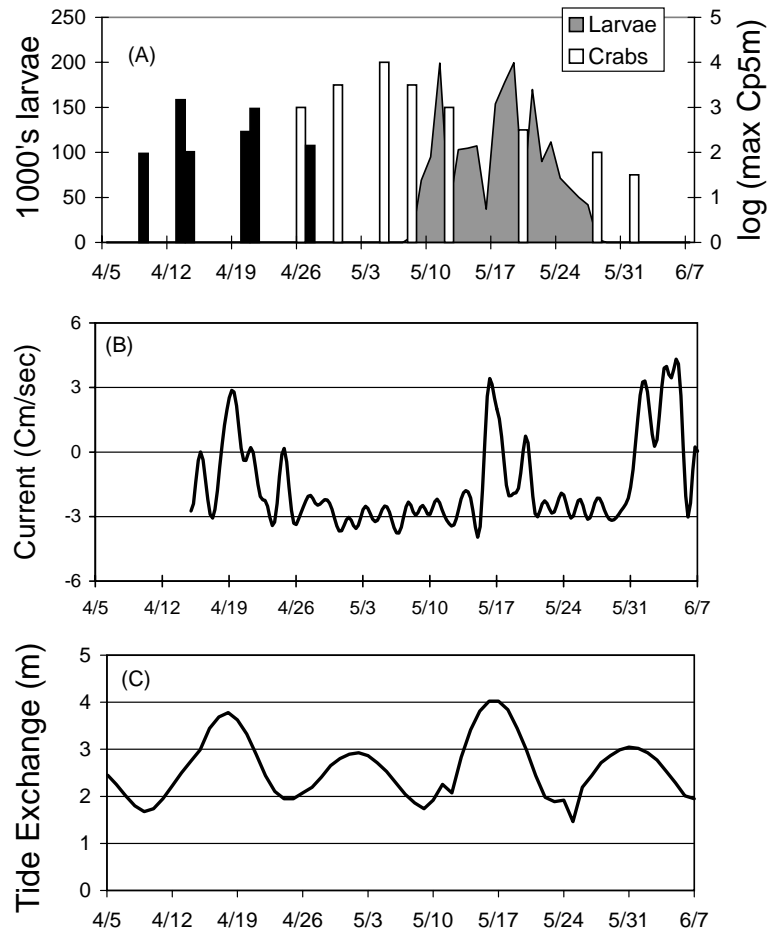 250
200
150
100
50
0
1000's larvae
(A)
Larvae
Crabs
5
4
3
2
1
0
log (max Cp5m)
4/5 4/12 4/19 4/26 5/3 5/10 5/17 5/24 5/31 6/7
6
3
0
-3
-6
Current (Cm/sec)
(B)
4/5 4/12 4/19 4/26 5/3 5/10 5/17 5/24 5/31 6/7
5
4
3
2
1
0
Tide Exchange (m)
(C)
4/5 4/12 4/19 4/26 5/3 5/10 5/17 5/24 5/31 6/7